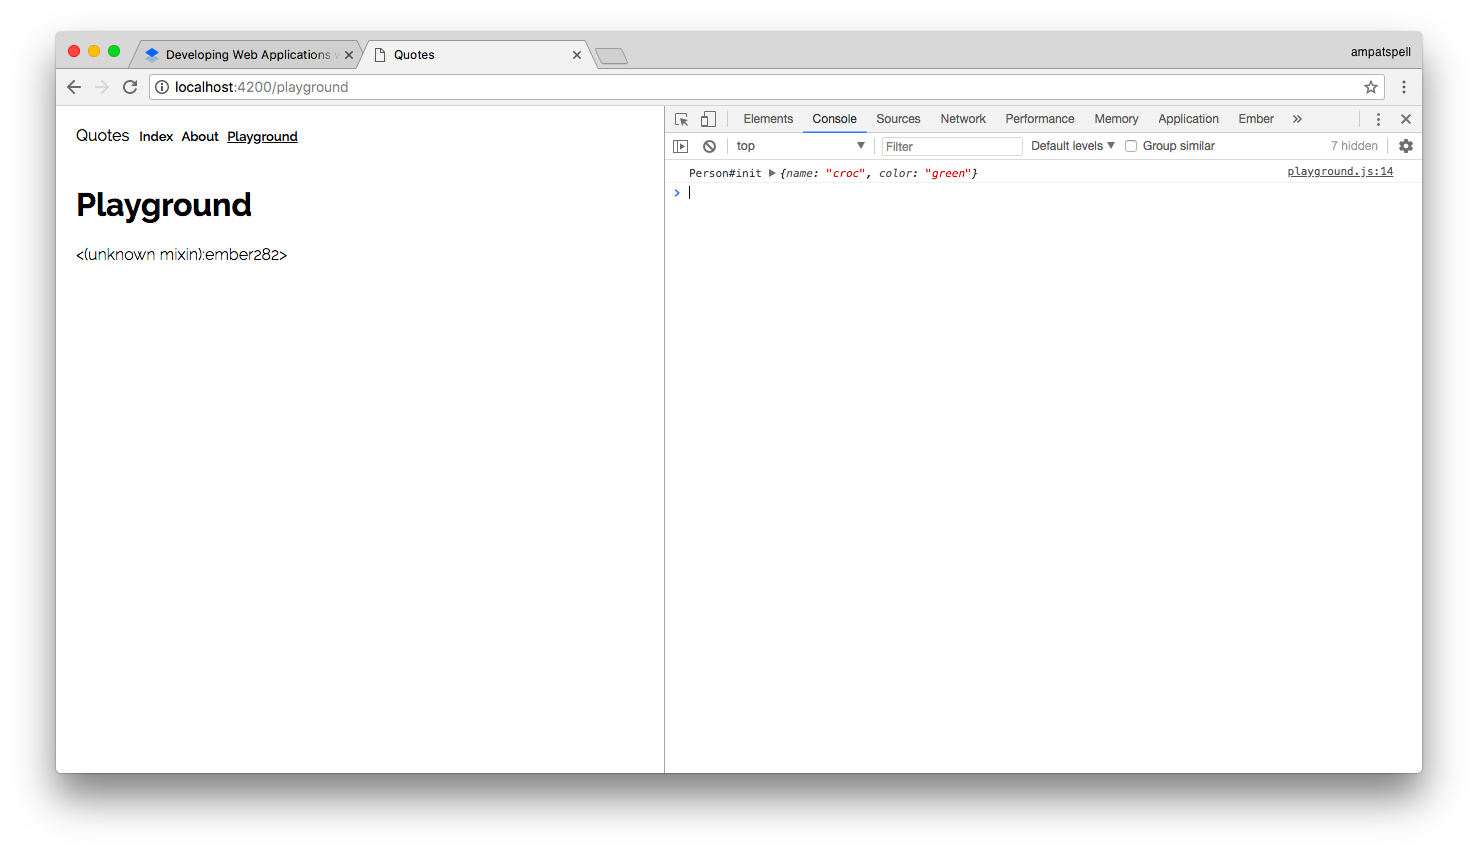 Developing Web Applications
Quotes
ampatspell
localhost:4200/playground
Quotes Index About Playground
Playground
<(unknown mixin):ember282>
Elements Console Sources Network Performance Memory Application Ember »
top Filter Default levels Group similar 7 hidden
Person#init {name: "croc", color: "green"} playground.js:14